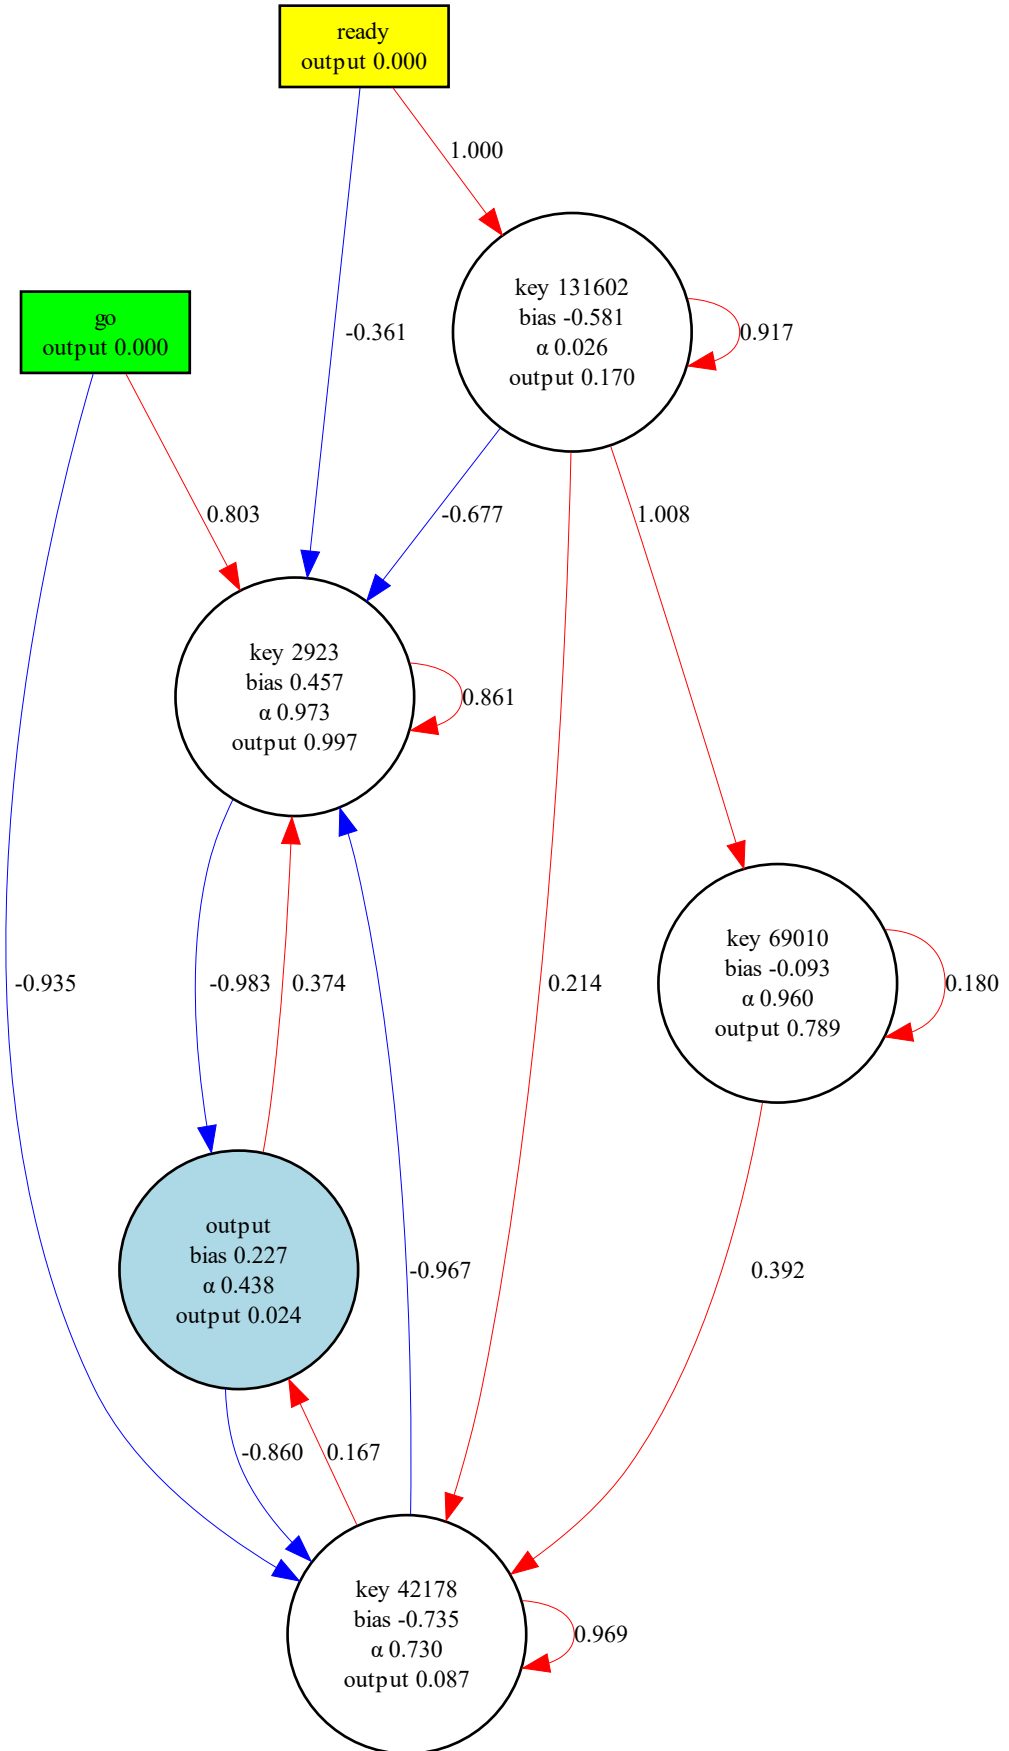 ready
output 0.000
1.000
key 131602
bias -0.581
α 0.026
output 0.170
0.917
go
output 0.000
-0.361
0.803
-0.677
1.008
key 2923
bias 0.457
α 0.973
output 0.997
0.861
key 69010
bias -0.093
α 0.960
output 0.789
0.180
-0.935
-0.983
0.374
0.214
output
bias 0.227
α 0.438
output 0.024
-0.967
0.392
-0.860
0.167
key 42178
bias -0.735
α 0.730
output 0.087
0.969